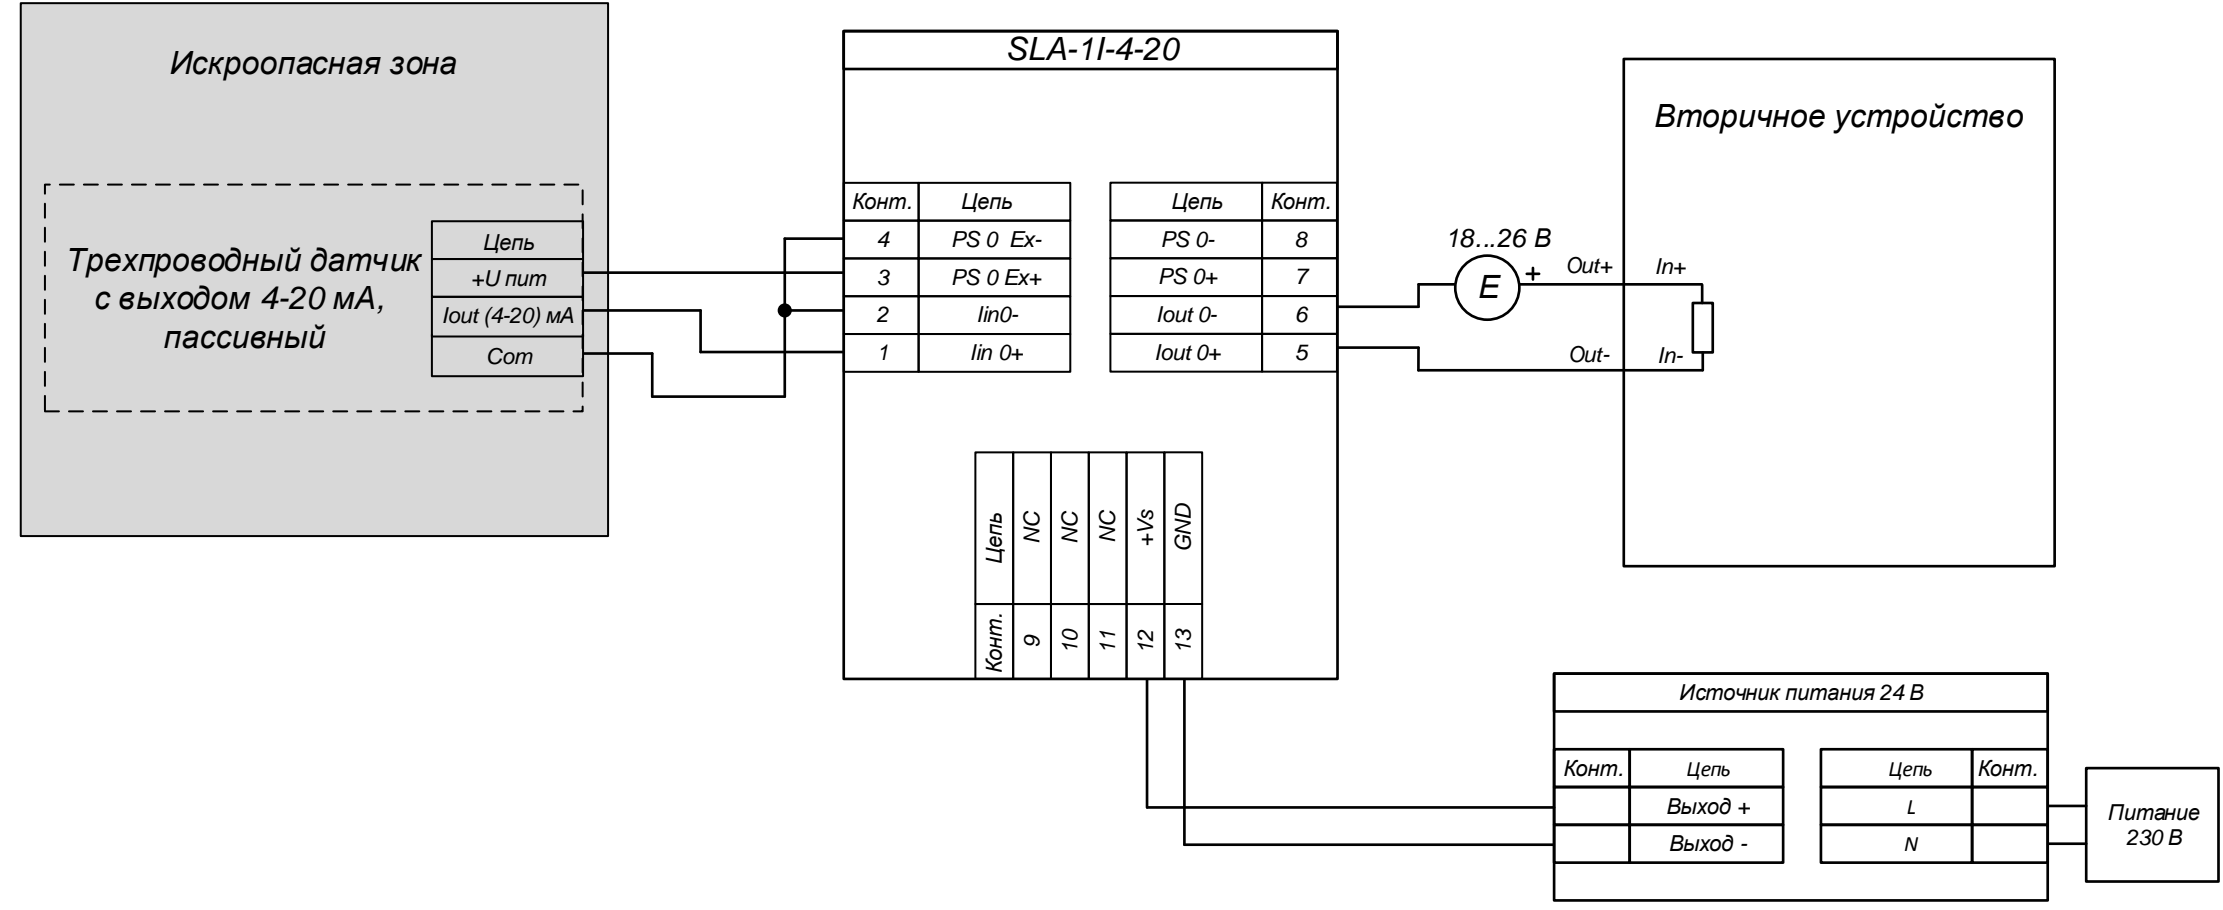 Искроопасная зона
Трехпроводный датчик
с выходом 4-20 мА,
пассивный
Цепь
+U пит
Iout (4-20) мА
Com
SLA-1I-4-20
Конт. Цепь
4 PS 0 Ex-
3 PS 0 Ex+
2 Iin0-
1 Iin 0+
Цепь Конт.
PS 0- 8
PS 0+ 7
Iout 0- 6
Iout 0+ 5
Цепь NC NC NC +Vs GND
Конт. 9 10 11 12 13
18...26 В
E
+
Out+ In+
Out- In-
Вторичное устройство
Источник питания 24 В
Конт. Цепь
Выход +
Выход -
Цепь Конт.
L
N
Питание
230 В